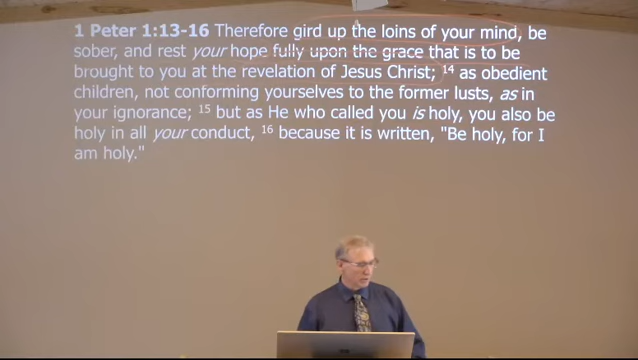 1 Peter 1:13-16 Therefore gird up the loins of your mind, be
sober, and rest your hope fully upon the grace that is to be
brought to you at the revelation of Jesus Christ; 14 as obedient
children, not conforming yourselves to the former lusts, as in
your ignorance; 15 but as He who called you is holy, you also be
holy in all your conduct, 16 because it is written, "Be holy, for I
am holy."